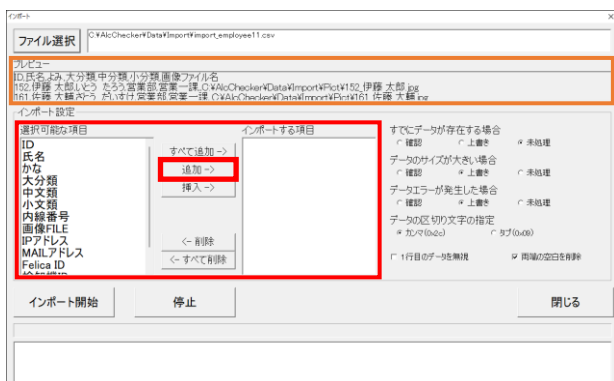 インポート
×
ファイル選択
C:¥AlcChecker¥Data¥Import¥import_employee11.csv
プレビュー
ID,氏名,よみ,大分類,中分類,小分類,画像ファイル名
152,伊藤 太郎,いとう たろう,営業部,営業一課,,C:¥AlcChecker¥Data¥Import¥Pict¥152_伊藤 太郎.jpg
161,佐藤 大輔,さとう だいすけ,営業部,営業一課,,C:¥AlcChecker¥Data¥Import¥Pict¥161_佐藤 大輔.jpg
インポート設定
選択可能な項目
インポートする項目
ID
氏名
かな
大分類
中文類
小文類
内線番号
画像FILE
IPアドレス
MAILアドレス
Felica ID
すべて追加 ->
追加 ->
挿入 ->
<- 削除
<- すべて削除
すでにデータが存在する場合
確認 上書き 未処理
データのサイズが大きい場合
確認 上書き 未処理
データエラーが発生した場合
確認 上書き 未処理
データの区切り文字の指定
カンマ(0x2c) タブ(0x09)
1行目のデータを無視 両端の空白を削除
インポート開始
停止
閉じる